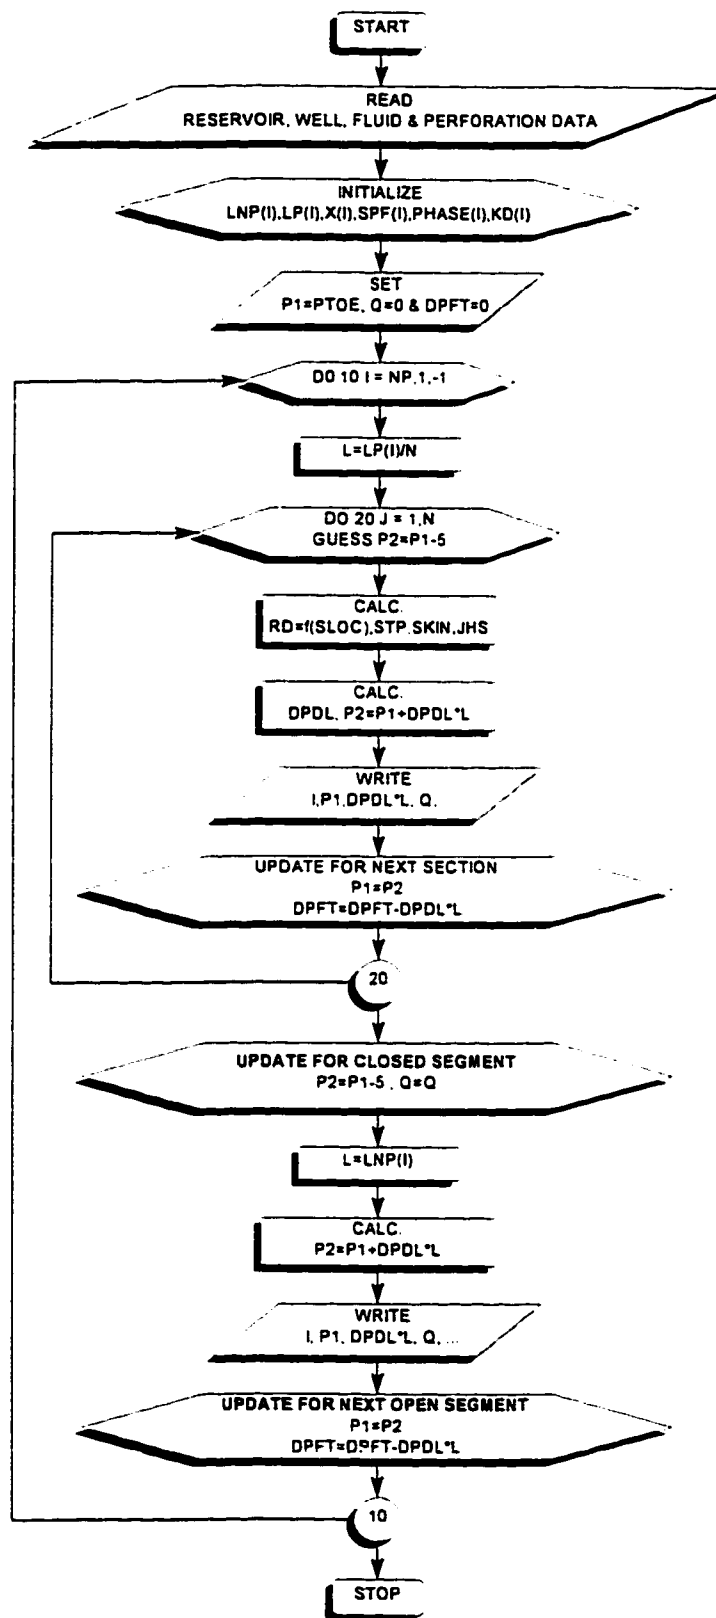 START
READ
RESERVOIR, WELL, FLUID & PERFORATION DATA
INITIALIZE
LNP(I),LP(I),X(I),SPF(I),PHASE(I),KD(I)
SET
P1=PTOE, Q=0 & DPFT=0
DO 10 I = NP,1,-1
L=LP(I)/N
DO 20 J = 1,N
GUESS P2=P1-5
CALC.
RD=f(SLOC),STP,SKIN,JHS
CALC.
DPDL, P2=P1+DPDL*L
WRITE
I,P1,DPDL*L, Q,
UPDATE FOR NEXT SECTION
P1=P2
DPFT=DPFT-DPDL*L
20
UPDATE FOR CLOSED SEGMENT
P2=P1-5 , Q=Q
L=LNP(I)
CALC.
P2=P1+DPDL*L
WRITE
I, P1, DPDL*L, Q, ...
UPDATE FOR NEXT OPEN SEGMENT
P1=P2
DPFT=DPFT-DPDL*L
10
STOP